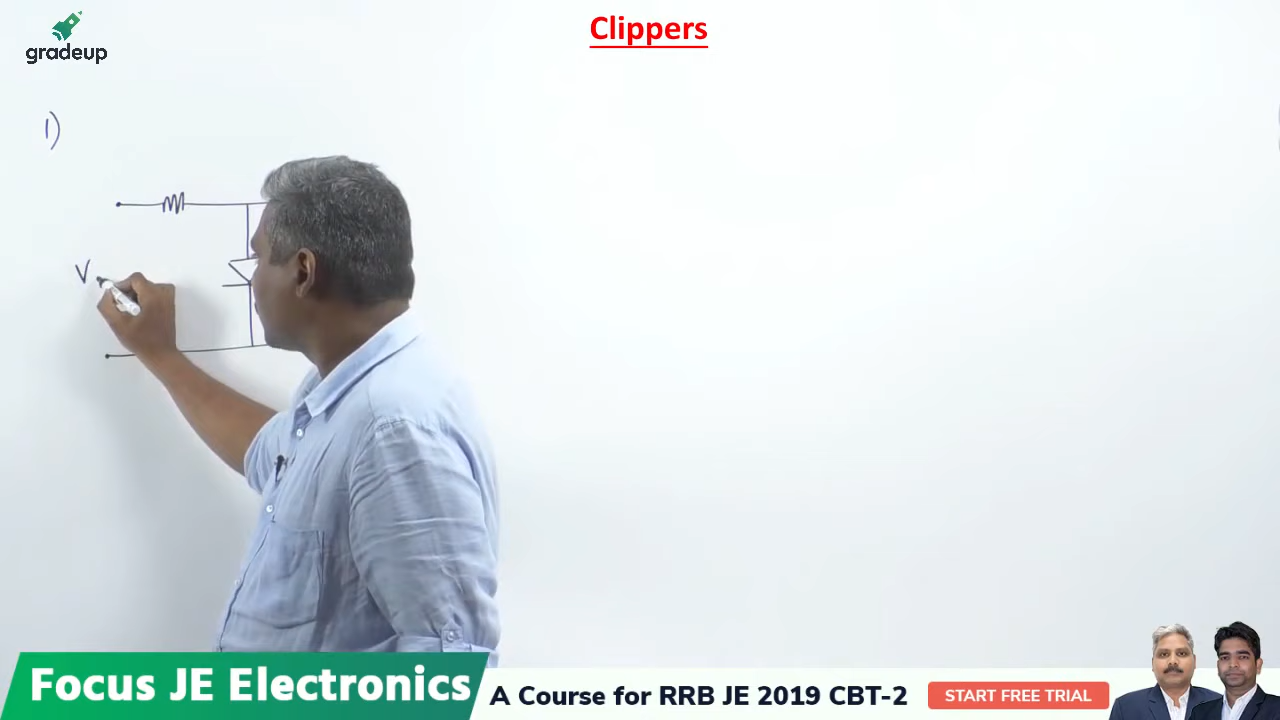 Clippers
gradeup
1)
V
Focus JE Electronics
A Course for RRB JE 2019 CBT-2
START FREE TRIAL